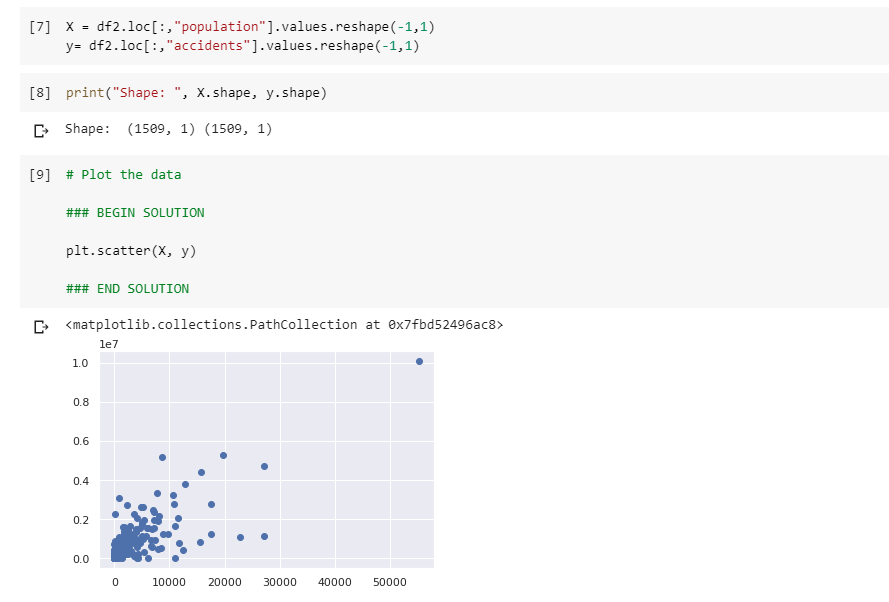 [7] X = df2.loc[:,"population"].values.reshape(-1,1)
y= df2.loc[:,"accidents"].values.reshape(-1,1)
[8] print("Shape: ", X.shape, y.shape)
Shape:  (1509, 1) (1509, 1)
[9] # Plot the data
### BEGIN SOLUTION
plt.scatter(X, y)
### END SOLUTION
<matplotlib.collections.PathCollection at 0x7fbd52496ac8>
1e7
1.0
0.8
0.6
0.4
0.2
0.0
0 10000 20000 30000 40000 50000